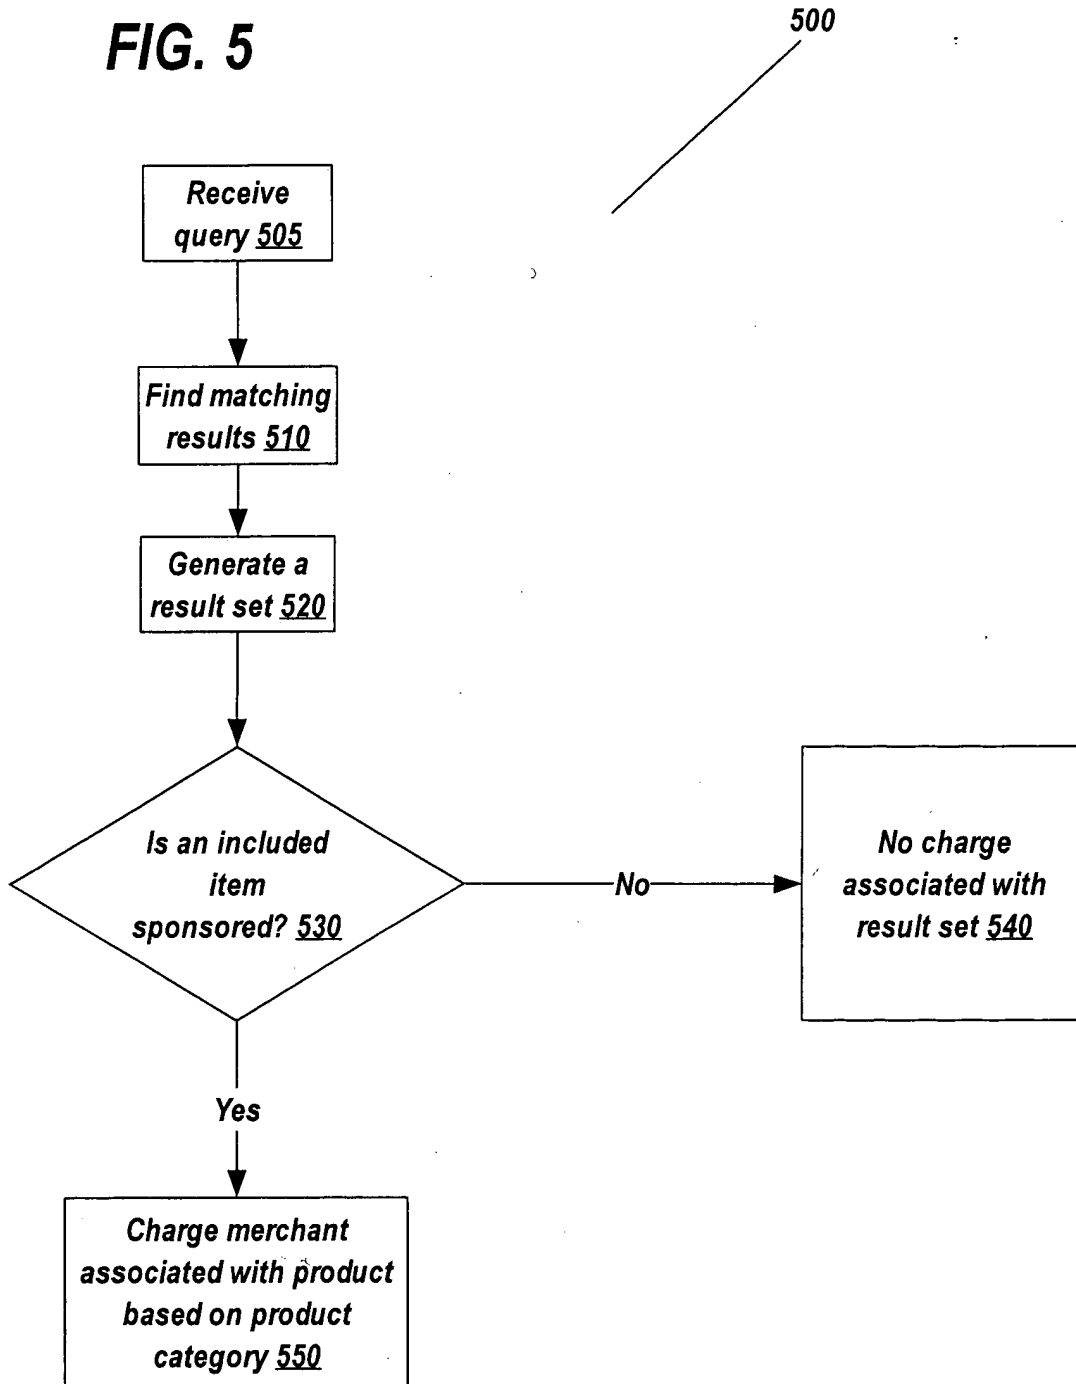 FIG. 5
500
Receive
query 505
Find matching
results 510
Generate a
result set 520
Is an included
item
sponsored? 530
No
No charge
associated with
result set 540
Yes
Charge merchant
associated with product
based on product
category 550